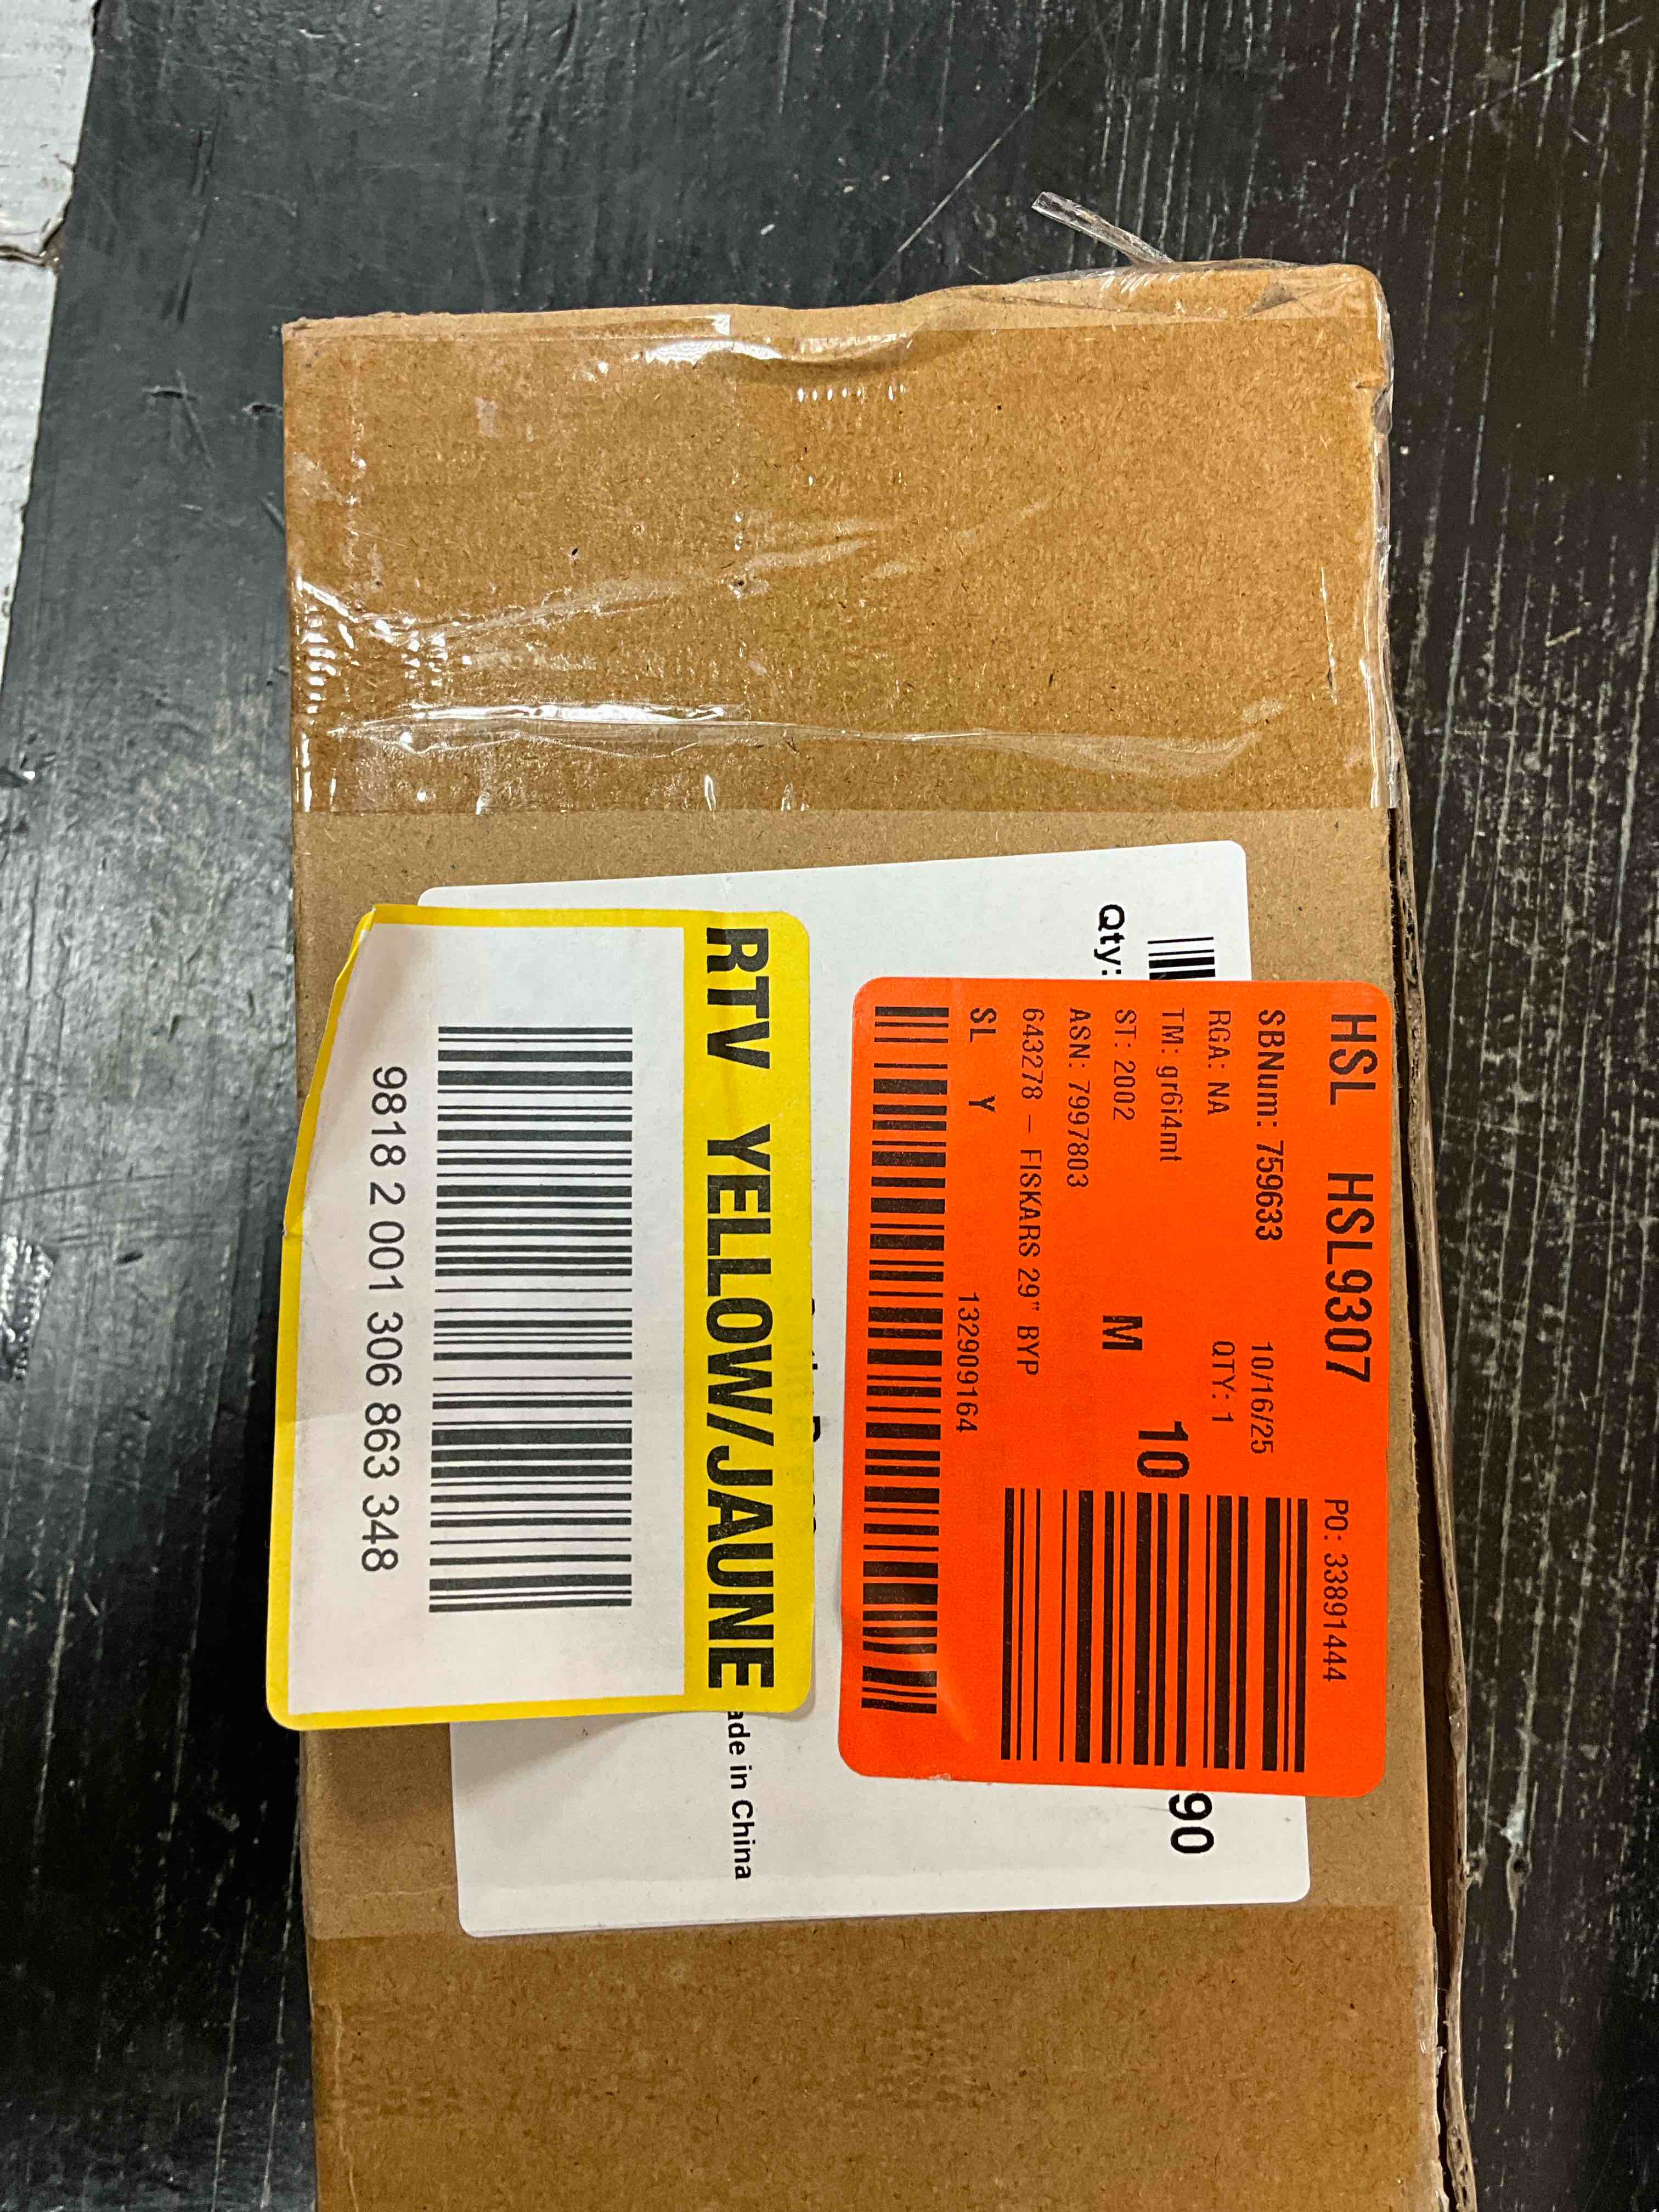 HSL HSL9307 PO: 33891444
SBNum: 759633 10/16/25
RGA: NA QTY: 1
TM: gr6i4mt 10
ST: 2002 M
ASN: 7997803
643278 – FISKARS 29" BYP
SL Y 132909164
Qty:
90
ade in China
RTV YELLOW/JAUNE
9818 2 001 306 863 348